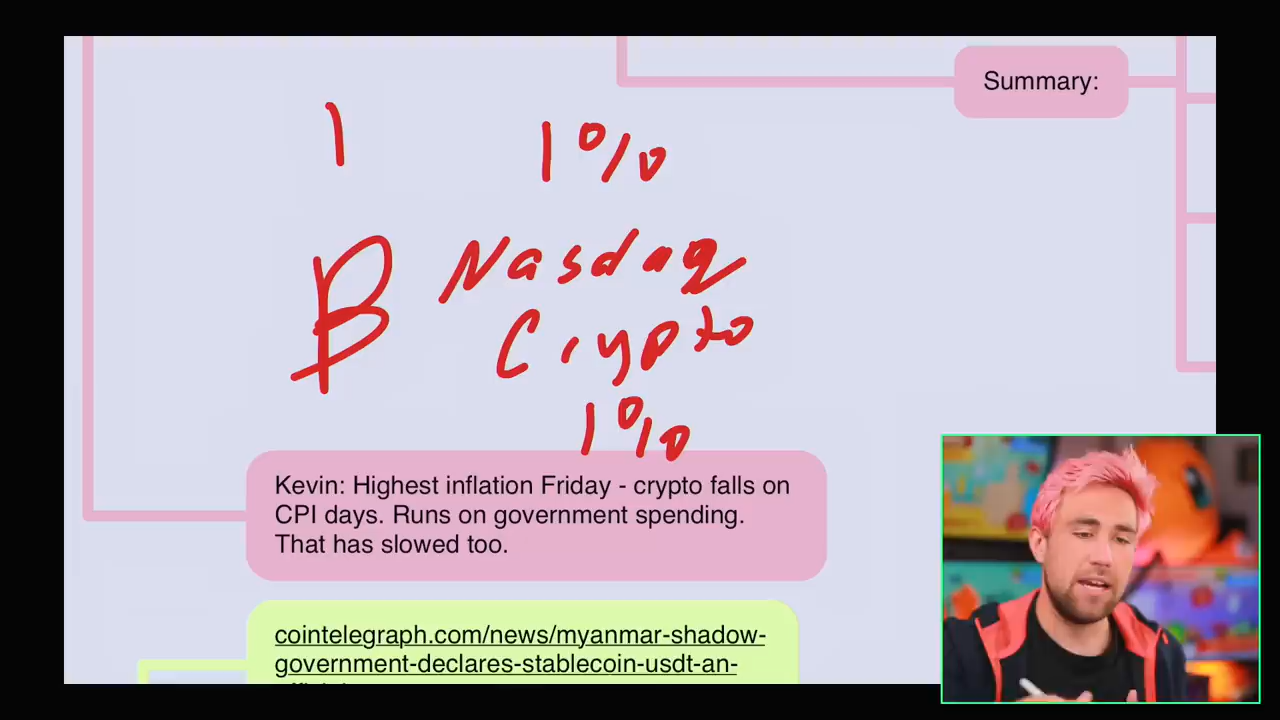 Summary:
1 1%
B Nasdaq
Crypto
1%
Kevin: Highest inflation Friday - crypto falls on
CPI days. Runs on government spending.
That has slowed too.
cointelegraph.com/news/myanmar-shadow-
government-declares-stablecoin-usdt-an-